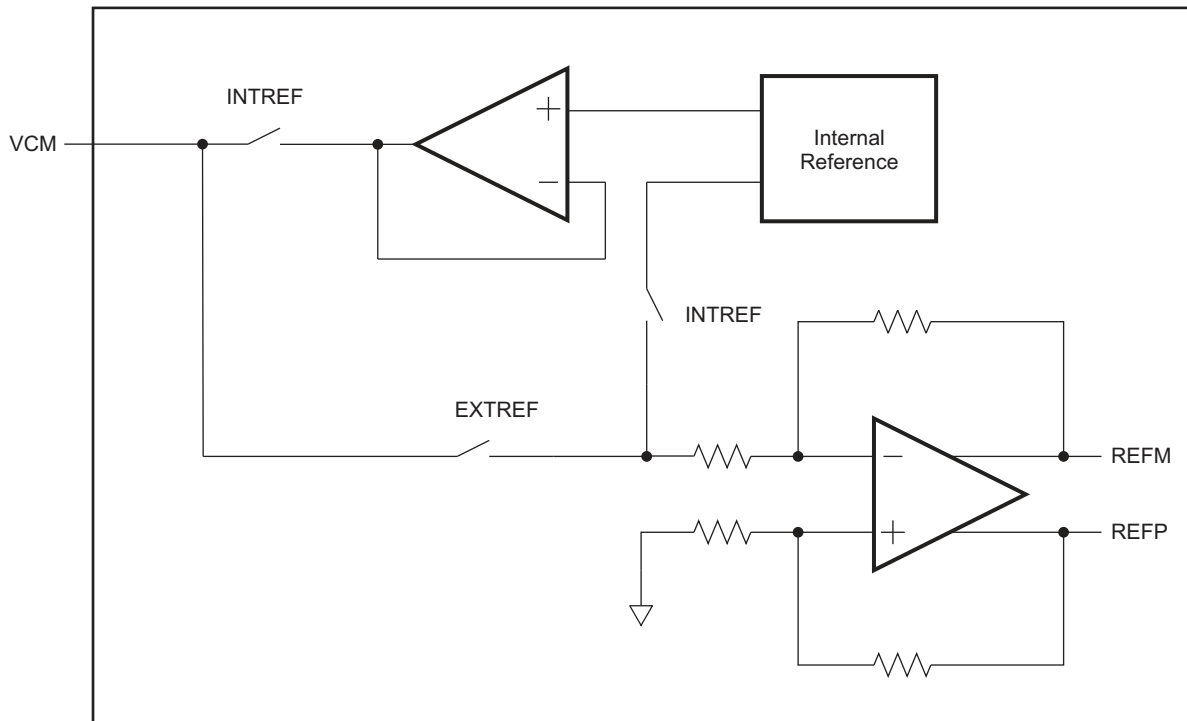 INTREF
VCM
Internal
Reference
INTREF
EXTREF
REFM
REFP